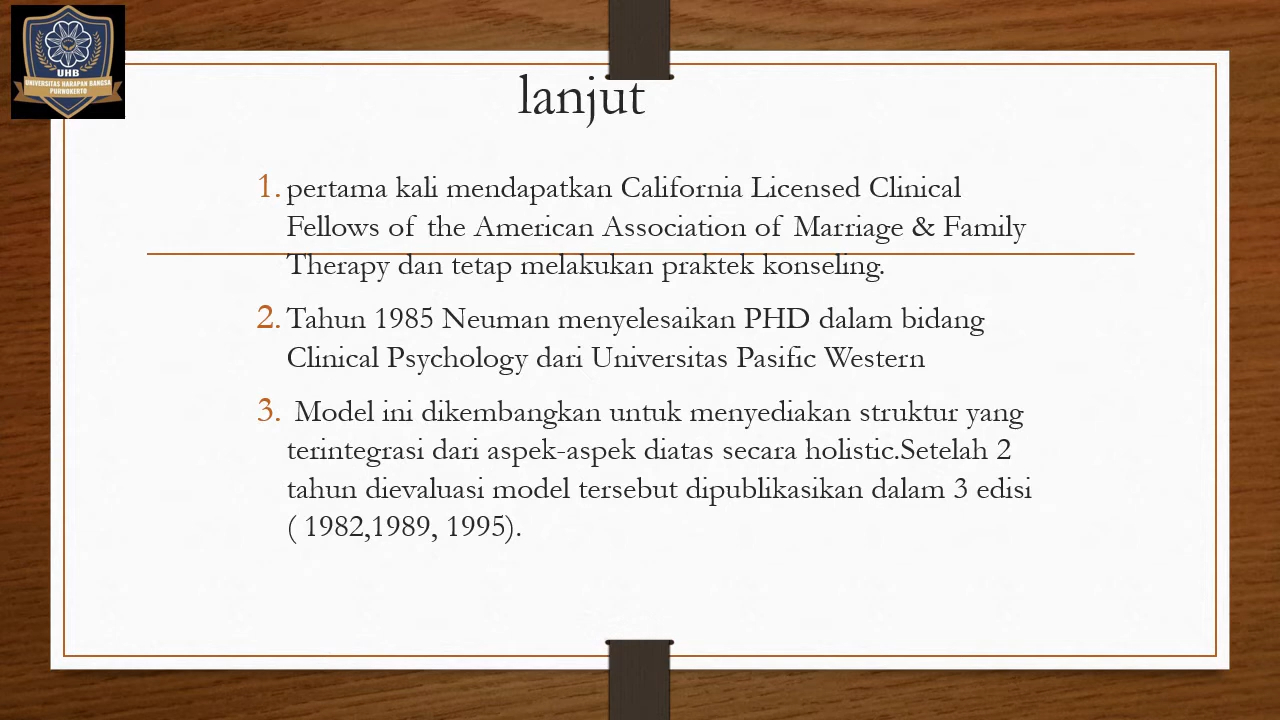 UHB
UNIVERSITAS HARAPAN BANGSA
PURWOKERTO
lanjut
1. pertama kali mendapatkan California Licensed Clinical
Fellows of the American Association of Marriage & Family
Therapy dan tetap melakukan praktek konseling.
2. Tahun 1985 Neuman menyelesaikan PHD dalam bidang
Clinical Psychology dari Universitas Pasific Western
3. Model ini dikembangkan untuk menyediakan struktur yang
terintegrasi dari aspek-aspek diatas secara holistic.Setelah 2
tahun dievaluasi model tersebut dipublikasikan dalam 3 edisi
( 1982,1989, 1995).